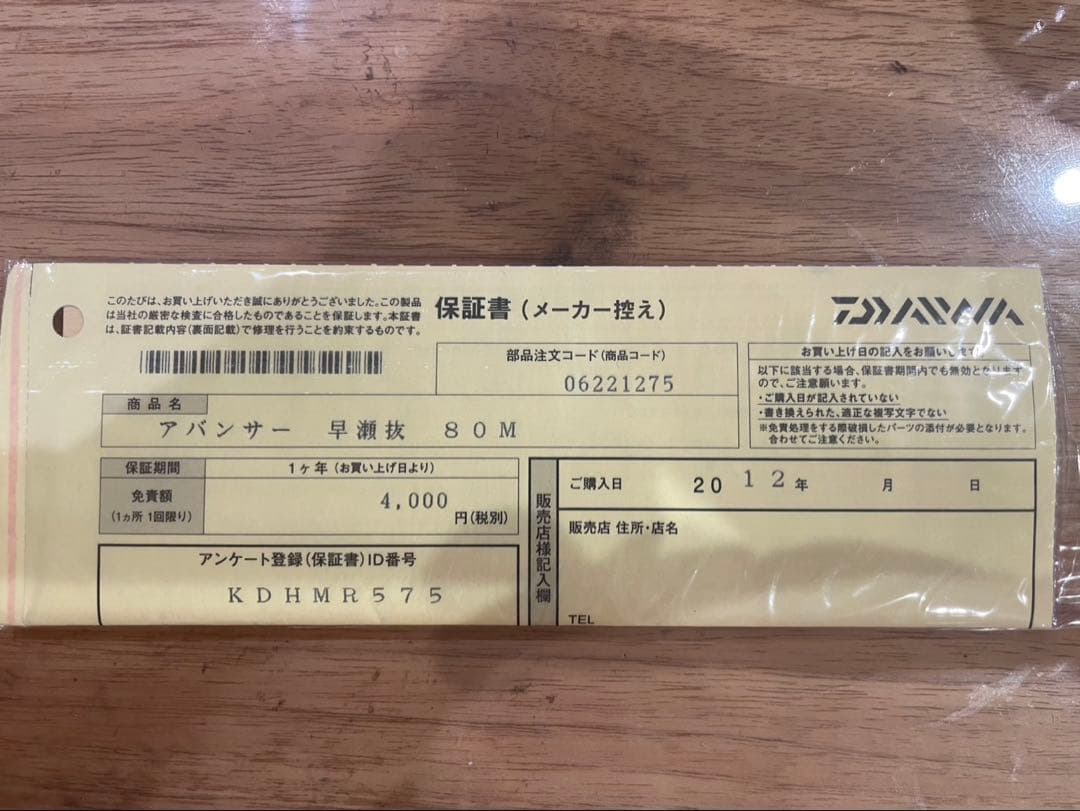 このたびは、お買い上げいただき誠にありがとうございました。この製品
は当社の厳密な検査に合格したものであることを保証します。本証書
は、証書記載内容(裏面記載)で修理を行うことを約束するものです。
保証書(メーカー控え)
DAIWA
部品注文コード(商品コード)
06221275
商品名
アバンサー 早瀬抜 80M
お買い上げ日の記入をお願いします
以下に該当する場合、保証書期間内でも無効となります
ので、ご注意願います。
・ご購入日が記入されていない
・書き換えられた、適正な複写文字でない
※免責処理をする際破損したパーツの添付が必要となります。
合わせてご注意ください。
保証期間
1ヶ年(お買い上げ日より)
免責額
(1ヵ所 1回限り)
4,000
円(税別)
アンケート登録(保証書)ID番号
KDHMR575
販売店様記入欄
ご購入日 2012年 月 日
販売店 住所・店名
TEL